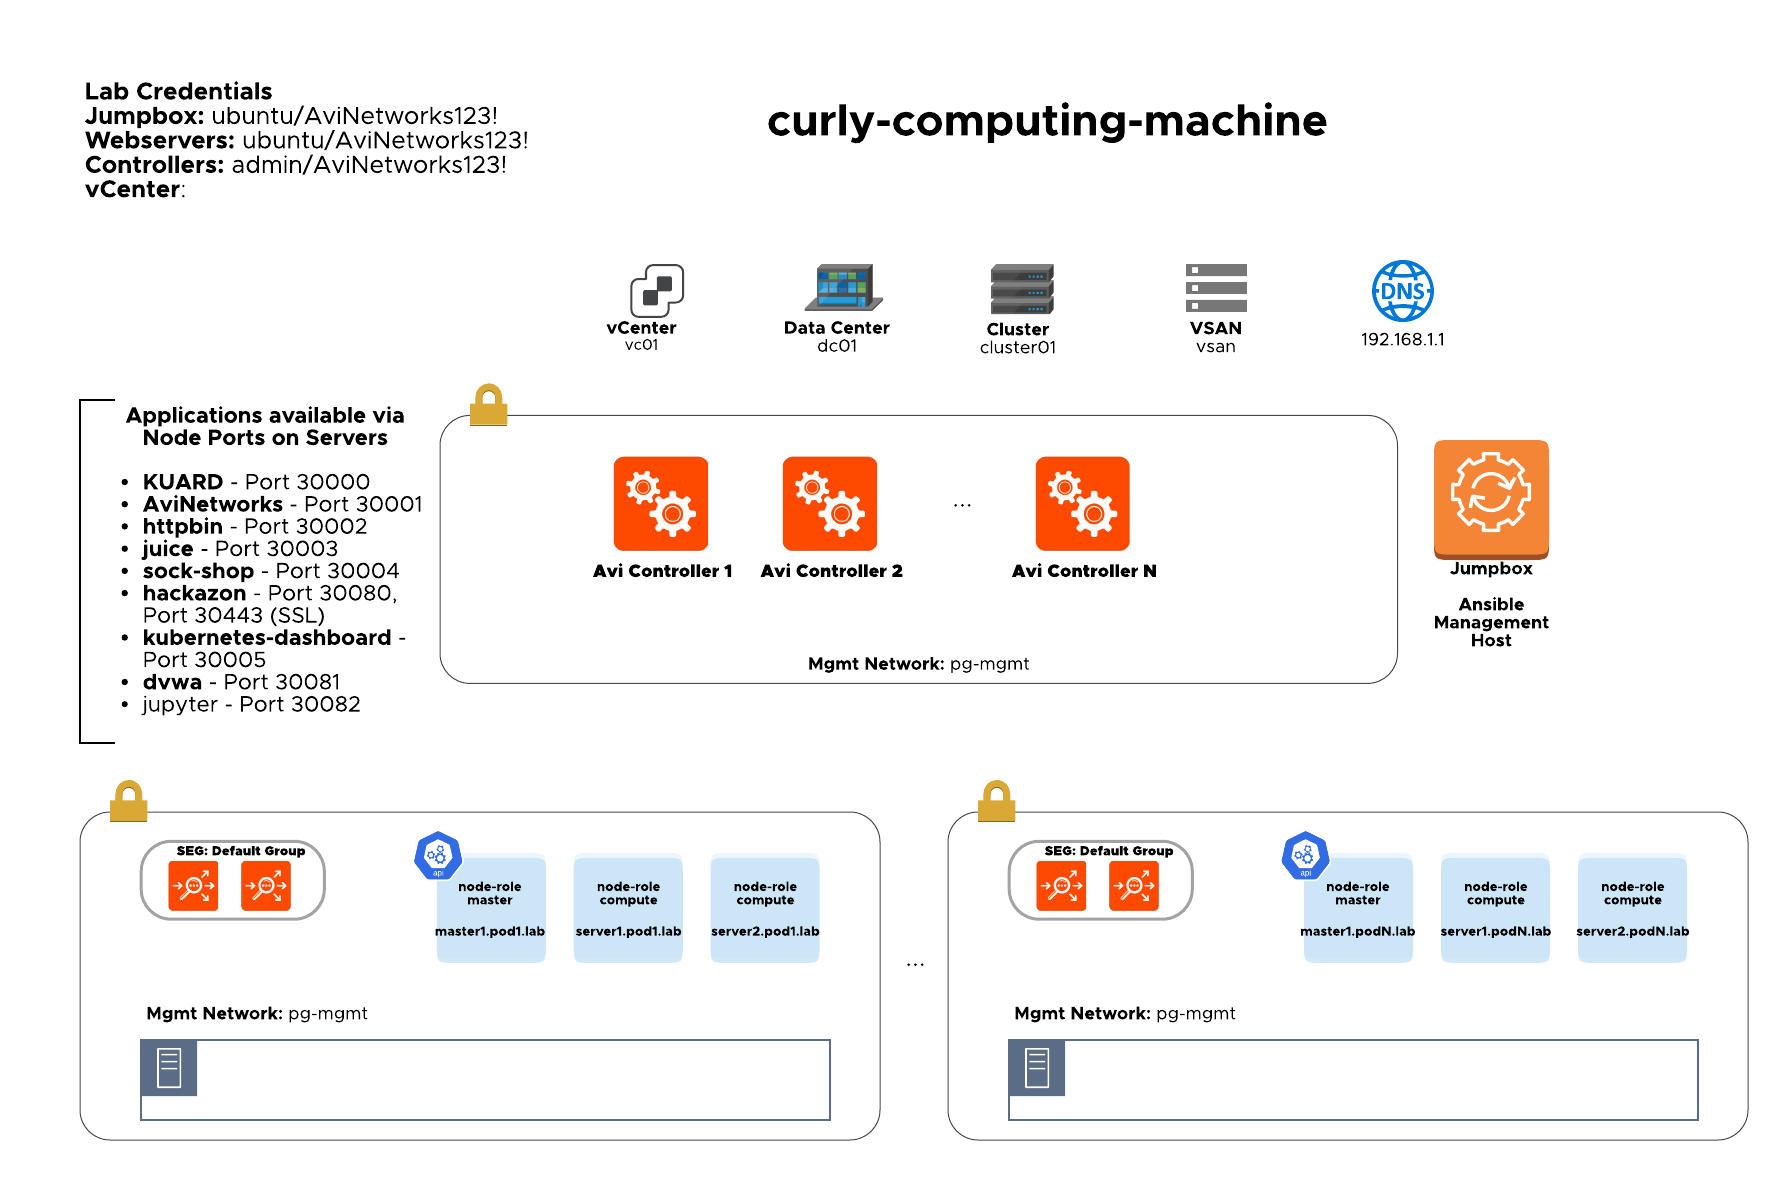 Lab Credentials
Jumpbox: ubuntu/AviNetworks123!
Webservers: ubuntu/AviNetworks123!
Controllers: admin/AviNetworks123!
vCenter:
curly-computing-machine
vCenter
vc01
Data Center
dc01
Cluster
cluster01
VSAN
vsan
DNS
192.168.1.1
Applications available via
Node Ports on Servers
• KUARD - Port 30000
• AviNetworks - Port 30001
• httpbin - Port 30002
• juice - Port 30003
• sock-shop - Port 30004
• hackazon - Port 30080,
Port 30443 (SSL)
• kubernetes-dashboard -
Port 30005
• dvwa - Port 30081
• jupyter - Port 30082
Avi Controller 1
Avi Controller 2
...
Avi Controller N
Mgmt Network: pg-mgmt
Jumpbox
Ansible
Management
Host
SEG: Default Group
api
node-role
master
master1.pod1.lab
node-role
compute
server1.pod1.lab
node-role
compute
server2.pod1.lab
Mgmt Network: pg-mgmt
...
SEG: Default Group
api
node-role
master
master1.podN.lab
node-role
compute
server1.podN.lab
node-role
compute
server2.podN.lab
Mgmt Network: pg-mgmt